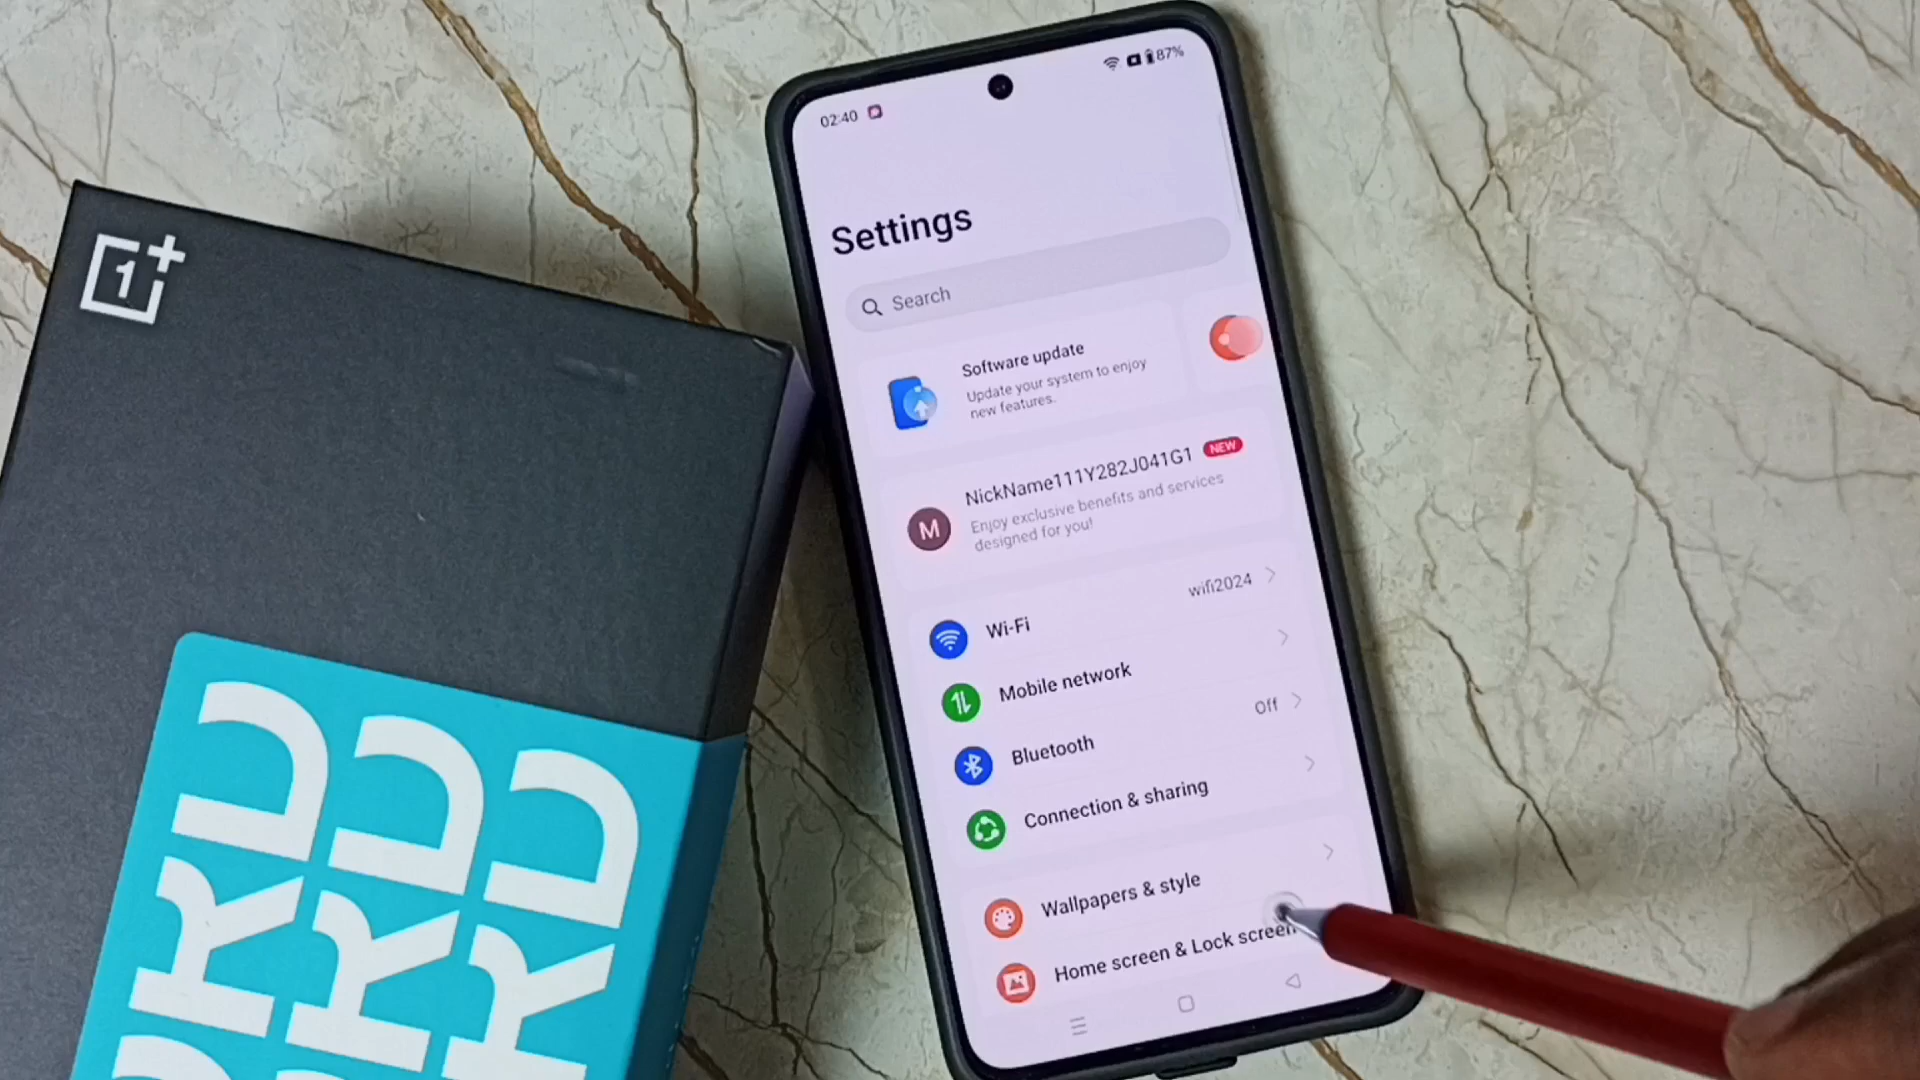 02:40
87%
Settings
Search
Software update
Update your system to enjoy
new features.
NickName111Y282J041G1 NEW
M
Enjoy exclusive benefits and services
designed for you!
Wi-Fi wifi2024
Mobile network
Bluetooth Off
Connection & sharing
Wallpapers & style
Home screen & Lock screen
1+